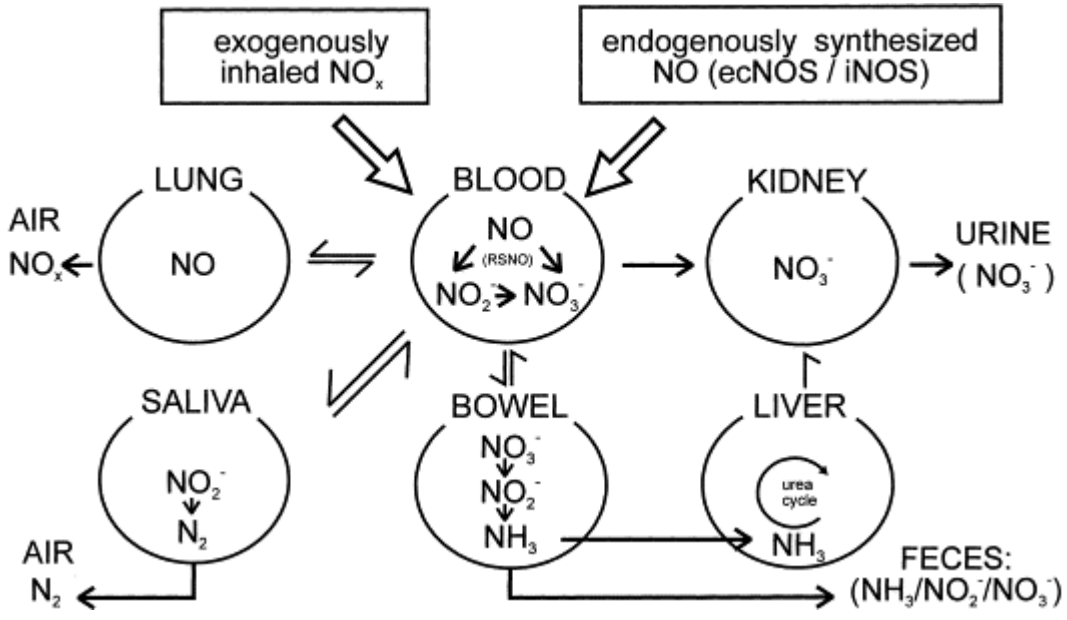 exogenously
inhaled NOₓ
endogenously synthesized
NO (ecNOS / iNOS)
LUNG
BLOOD
KIDNEY
AIR
NOₓ
NO
NO
(RSNO)
NO₂⁻
NO₃⁻
NO₃⁻
URINE
( NO₃⁻ )
SALIVA
BOWEL
LIVER
NO₂⁻
N₂
NO₃⁻
NO₂⁻
NH₃
urea
cycle
NH₃
AIR
N₂
FECES:
(NH₃/NO₂⁻/NO₃⁻)